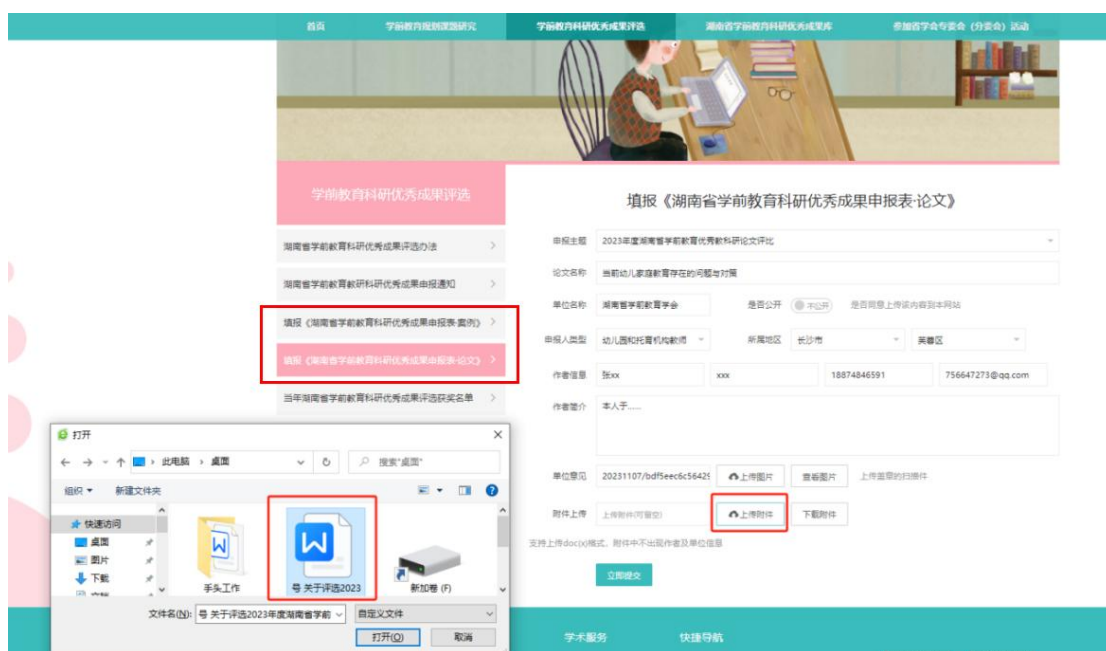 首页 学前教育规划课题研究 学前教育科研优秀成果评选 湖南省学前教育科研优秀成果库 参加省学会专委会（分委会）活动
学前教育科研优秀成果评选
湖南省学前教育科研优秀成果评选办法
湖南省学前教育教研科研优秀成果申报通知
填报《湖南省学前教育科研优秀成果申报表·案例》
填报《湖南省学前教育科研优秀成果申报表·论文》
当年湖南省学前教育科研优秀成果评选获奖名单
填报《湖南省学前教育科研优秀成果申报表·论文》
申报主题 2023年度湖南省学前教育优秀教科研论文评比
论文名称 当前幼儿家庭教育存在的问题与对策
单位名称 湖南省学前教育学会 是否公开 不公开 是否同意上传该内容到本网站
申报人类型 幼儿园和托育机构教师 所属地区 长沙市 芙蓉区
作者信息 张xx xxx 18874846591 756647273@qq.com
作者简介 本人于......
单位意见 20231107/bdf5eec6c56429 上传图片 查看图片 上传盖章的扫描件
附件上传 上传附件(可留空) 上传附件 下载附件
支持上传doc(x)格式，附件中不出现作者及单位信息
立即提交
打开
此电脑 › 桌面 搜索"桌面"
组织 新建文件夹
快速访问
桌面
图片
下载
文档
手头工作
号 关于评选2023
新加卷 (F)
文件名(N): 号 关于评选2023年度湖南省学前 自定义文件
打开(O) 取消
学术服务 快捷导航